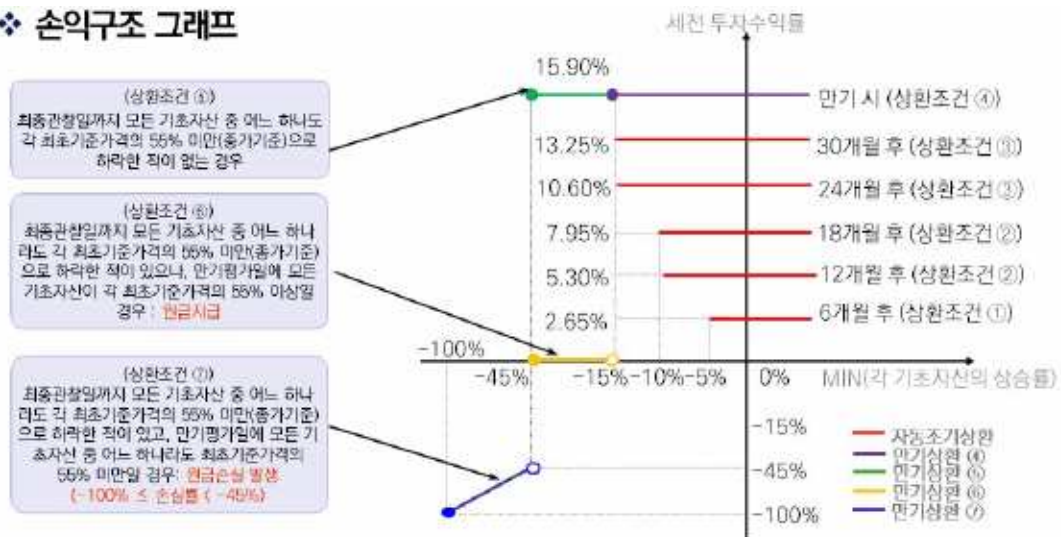 ❖ 손익구조 그래프
세전 투자수익률
(상환조건 ⑤)
최종관찰일까지 모든 기초자산 중 어느 하나도
각 최초기준가격의 55% 미만(종가기준)으로
하락한 적이 없는 경우
(상환조건 ⑥)
최종관찰일까지 모든 기초자산 중 어느 하나
라도 각 최초기준가격의 55% 미만(종가기준)
으로 하락한 적이 있으나, 만기평가일에 모든
기초자산이 각 최초기준가격의 55% 이상일
경우 : 원금지급
(상환조건 ⑦)
최종관찰일까지 모든 기초자산 중 어느 하나
라도 각 최초기준가격의 55% 미만(종가기준)
으로 하락한 적이 있고, 만기평가일에 모든 기
초자산 중 어느 하나라도 최초기준가격의
55% 미만일 경우: 원금손실 발생
(-100% ≤ 손실률 < -45%)
15.90%
만기 시 (상환조건 ④)
13.25%
30개월 후 (상환조건 ③)
10.60%
24개월 후 (상환조건 ③)
7.95%
18개월 후 (상환조건 ②)
5.30%
12개월 후 (상환조건 ②)
2.65%
6개월 후 (상환조건 ①)
-100%
-45% -15% -10% -5% 0% MIN(각 기초자산의 상승률)
-15%
-45%
-100%
자동조기상환
만기상환 ④
만기상환 ⑤
만기상환 ⑥
만기상환 ⑦